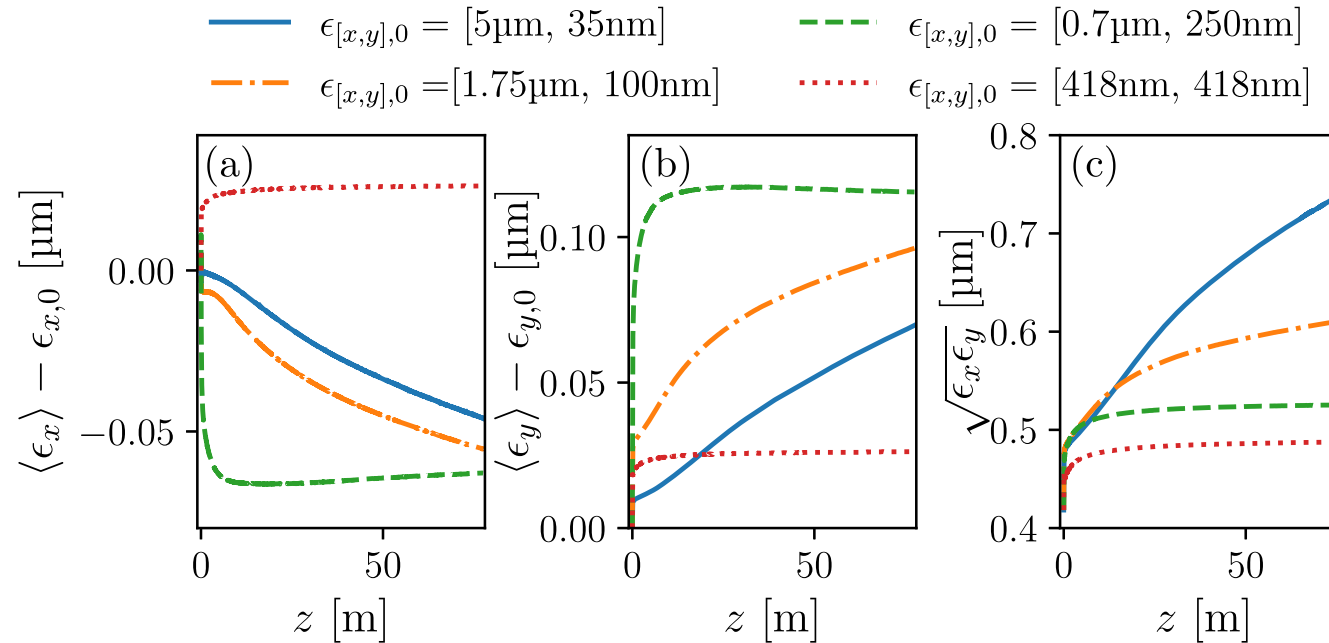 ϵ[x,y],0 = [5µm, 35nm]
ϵ[x,y],0 = [0.7µm, 250nm]
ϵ[x,y],0 =[1.75µm, 100nm]
ϵ[x,y],0 = [418nm, 418nm]
(a)
0.00
−0.05
0
50
z [m]
⟨ϵx⟩ − ϵx,0 [µm]
(b)
0.10
0.05
0.00
0
50
z [m]
⟨ϵy⟩ − ϵy,0 [µm]
(c)
0.8
0.7
0.6
0.5
0.4
0
50
z [m]
√ϵxϵy [µm]